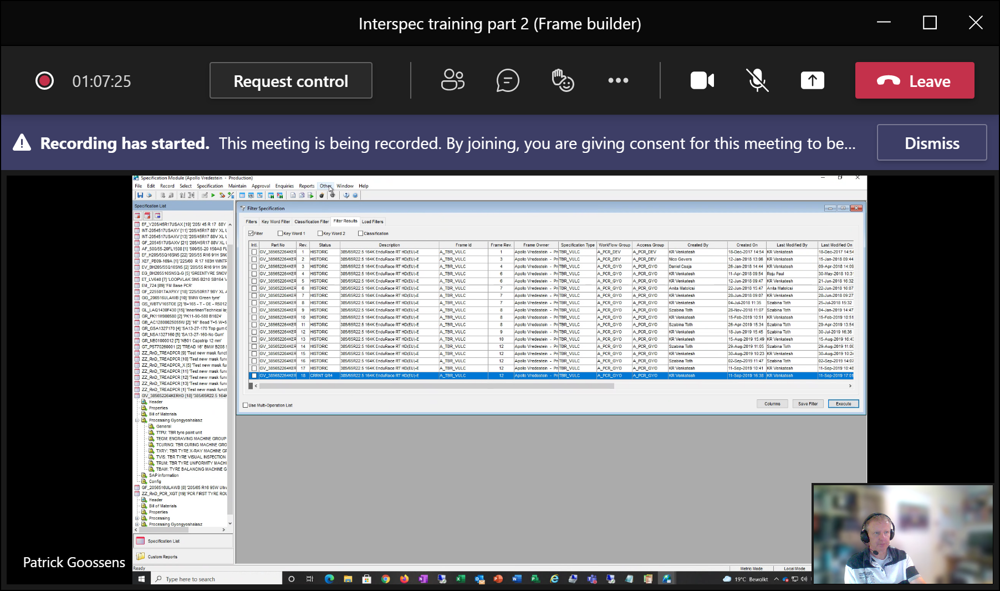 Interspec training part 2 (Frame builder)
01:07:25
Request control
Leave
Recording has started. This meeting is being recorded. By joining, you are giving consent for this meeting to be...
Dismiss
Specification Module (Apollo Vredestein - Production)
File Edit Record Select Specification Maintain Approval Enquiries Reports Other Window Help
Specification List
EF_Y205/45R17USAX [19] '205/ 45 R 17 88Y
INT-2054517USAXY [11] '205/45R17 88Y XL U
INT-2054517USAXY [13] '205/45R17 88Y XL U
GF_2054517USAXV [21] '205/45R17 88Y XL
AF_500/55-20FL1508 [1] '500/55-20 150A8 FL
EF_H205/55Q16SN5 [22] '205/55 R16 91H SN
XEF_PB09-169A [1] '225/60 R 17 103H WINTR
EV_BH205/55Q16SN5 [2] '205/55 R16 91H SN
EG_BH205516SN5Q-G [5] 'GREENTYRE SNOV
ET_LV640 [7] 'LOOPVLAK SN5 B210 SB164 V
EM_724 [89] 'FM Base PCR'
GF_2255017AXPXY [18] '225/50R17 98Y XL A
GG_206516ULAWB [10] 'BMW Green tyre'
GS_WBTV165TOE [2] 'B=165 - T - OE - RS012
GL_LAQ1430F430 [15] 'Innerliner/Technical lay
GR_PK11M900580 [2] 'PK11-90-580 B1024'
GB_AC12800025055W [2] '16" Bead T=5 W=5
GR_GSA1327170 [4] 'SA13-27-170 Top gum
GR_NSA1327160 [5] 'SA13-27-160-No Gum'
GR_NB01000012 [7] 'NB01 Capstrip 12 mm'
GT_PST70260001 [2] 'TREAD 16" BMW B208
ZZ_RnD_TREADPCR [9] 'Test new mask funct
ZZ_RnD_TREADPCR [10] 'Test new mask func
ZZ_RnD_TREADPCR_X [5] 'Test new mask fu
ZZ_RnD_TREADPCR [11] 'Test new mask func
ZZ_RnD_TREADPCR [12] 'Test new mask func
ZZ_RnD_TREADPCR [13] 'Test new mask func
ZZ_RnD_TREADPCR [1] 'Test new mask funct
GV_385652264KERHD [18] '385/65R22.5 164K
Header
Properties
Bill of Materials
Processing Gyongyoshalasz
General
TTPU: TBR tyre paint unit
TEGM: ENGRAVING MACHINE GROUP
TCURING: TBR CURING MACHINE GRO
TXRY: TBR TYRE X-RAY MACHINE GF
TVIS: TBR TYRE VISUAL INSPECTION
TRUM: TBR TYRE UNIFORMITY MACHI
TBAM: TYRE BALANCING MACHINE G
SAP information
Config
GF_2056516ULAWB [8] '205/65 R16 95W Ultra
ZZ_RnD_PCR_XGT [19] 'PCR FIRST TYRE ROU
Header
Bill of Materials
Properties
Processing
Processing Gyongyoshalasz
Specification List
Custom Reports
Ready
Filter Specification
Filters Key Word Filter Classification Filter Filter Results Load Filters
Filter Key Word 1 Key Word 2 Classification
Intl. Part No Rev. Status Description Frame Id Frame Rev. Frame Owner Specification Type WorkFlow Group Access Group Created By Created On Last Modified By Last Modified On
GV_385652264KER 1 HISTORIC 385/65R22.5 164K EnduRace RT HD(EU)-E A_TBR_VULC 1 Apollo Vredestein - Pr TBR_VULC A_PCR_DEV A_PCR_DEV KR Venkatesh 18-Dec-2017 14:54 KR Venkatesh 18-Dec-2017 14:54
GV_385652264KER 2 HISTORIC 385/65R22.5 164K EnduRace RT HD(EU)-E A_TBR_VULC 3 Apollo Vredestein - Pr TBR_VULC A_PCR_DEV A_PCR_DEV Nico Gevers 12-Jan-2018 13:06 KR Venkatesh 15-Jan-2018 09:44
GV_385652264KER 3 HISTORIC 385/65R22.5 164K EnduRace RT HD(EU)-E A_TBR_VULC 4 Apollo Vredestein - Pr TBR_VULC A_PCR_GYO A_PCR_GYO Daniel Csaja 26-Jan-2018 14:44 KR Venkatesh 09-Apr-2018 14:09
GV_385652264KER 4 HISTORIC 385/65R22.5 164K EnduRace RT HD(EU)-E A_TBR_VULC 6 Apollo Vredestein - Pr TBR_VULC A_PCR_GYO A_PCR_GYO KR Venkatesh 11-Apr-2018 09:54 Roju Paul 30-May-2018 10:3
GV_385652264KER 5 HISTORIC 385/65R22.5 164K EnduRace RT HD(EU)-E A_TBR_VULC 6 Apollo Vredestein - Pr TBR_VULC A_PCR_GYO A_PCR_GYO KR Venkatesh 12-Jun-2018 09:47 KR Venkatesh 21-Jun-2018 16:32
GV_385652264KER 6 HISTORIC 385/65R22.5 164K EnduRace RT HD(EU)-E A_TBR_VULC 7 Apollo Vredestein - Pr TBR_VULC A_PCR_GYO A_PCR_GYO Anita Matolcsi 22-Jun-2018 15:47 Anita Matolcsi 22-Jun-2018 16:07
GV_385652264KER 7 HISTORIC 385/65R22.5 164K EnduRace RT HD(EU)-E A_TBR_VULC 7 Apollo Vredestein - Pr TBR_VULC A_PCR_GYO A_PCR_GYO KR Venkatesh 28-Jun-2018 09:07 KR Venkatesh 28-Jun-2018 09:27
GV_385652264KER 8 HISTORIC 385/65R22.5 164K EnduRace RT HD(EU)-E A_TBR_VULC 7 Apollo Vredestein - Pr TBR_VULC A_PCR_GYO A_PCR_GYO KR Venkatesh 04-Jul-2018 11:35 Szabina Toth 25-Jul-2018 15:32
GV_385652264KER 9 HISTORIC 385/65R22.5 164K EnduRace RT HD(EU)-E A_TBR_VULC 8 Apollo Vredestein - Pr TBR_VULC A_PCR_GYO A_PCR_GYO Szabina Toth 28-Nov-2018 11:07 Szabina Toth 04-Jan-2019 14:47
GV_385652264KER 10 HISTORIC 385/65R22.5 164K EnduRace RT HD(EU)-E A_TBR_VULC 8 Apollo Vredestein - Pr TBR_VULC A_PCR_GYO A_PCR_GYO KR Venkatesh 15-Feb-2019 10:51 KR Venkatesh 15-Feb-2019 10:51
GV_385652264KER 11 HISTORIC 385/65R22.5 164K EnduRace RT HD(EU)-E A_TBR_VULC 8 Apollo Vredestein - Pr TBR_VULC A_PCR_GYO A_PCR_GYO Szabina Toth 26-Apr-2019 15:34 Szabina Toth 29-Apr-2019 13:54
GV_385652264KER 12 HISTORIC 385/65R22.5 164K EnduRace RT HD(EU)-E A_TBR_VULC 9 Apollo Vredestein - Pr TBR_VULC A_PCR_GYO A_PCR_GYO KR Venkatesh 18-Jun-2019 15:45 Szabina Toth 30-Jul-2019 16:36
GV_385652264KER 13 HISTORIC 385/65R22.5 164K EnduRace RT HD(EU)-E A_TBR_VULC 10 Apollo Vredestein - Pr TBR_VULC A_PCR_GYO A_PCR_GYO KR Venkatesh 15-Aug-2019 15:49 KR Venkatesh 15-Aug-2019 16:4
GV_385652264KER 14 HISTORIC 385/65R22.5 164K EnduRace RT HD(EU)-E A_TBR_VULC 12 Apollo Vredestein - Pr TBR_VULC A_PCR_GYO A_PCR_GYO Szabina Toth 29-Aug-2019 11:05 Szabina Toth 29-Aug-2019 11:06
GV_385652264KER 15 HISTORIC 385/65R22.5 164K EnduRace RT HD(EU)-E A_TBR_VULC 12 Apollo Vredestein - Pr TBR_VULC A_PCR_GYO A_PCR_GYO KR Venkatesh 30-Aug-2019 10:23 KR Venkatesh 30-Aug-2019 10:24
GV_385652264KER 16 HISTORIC 385/65R22.5 164K EnduRace RT HD(EU)-E A_TBR_VULC 12 Apollo Vredestein - Pr TBR_VULC A_PCR_GYO A_PCR_GYO Szabina Toth 02-Sep-2019 11:47 Szabina Toth 02-Sep-2019 14:07
GV_385652264KER 17 HISTORIC 385/65R22.5 164K EnduRace RT HD(EU)-E A_TBR_VULC 12 Apollo Vredestein - Pr TBR_VULC A_PCR_GYO A_PCR_GYO KR Venkatesh 11-Sep-2019 10:41 KR Venkatesh 11-Sep-2019 10:48
GV_385652264KER 18 CRRNT QR4 385/65R22.5 164K EnduRace RT HD(EU)-E A_TBR_VULC 12 Apollo Vredestein - Pr TBR_VULC A_PCR_GYO A_PCR_GYO KR Venkatesh 11-Sep-2019 16:38 KR Venkatesh 11-Sep-2019 17:01
Use Multi-Operation List
Columns Save Filter Execute
Metric Mode Local Mode
Patrick Goossens
Type here to search
19°C Bewolkt